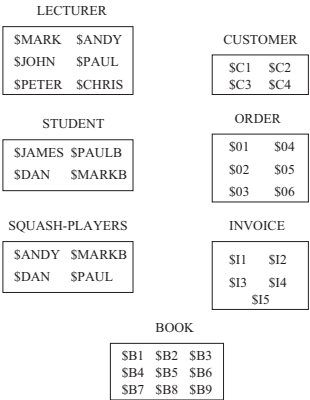 LECTURER
$MARK $ANDY
$JOHN $PAUL
$PETER $CHRIS
CUSTOMER
$C1 $C2
$C3 $C4
STUDENT
$JAMES $PAULB
$DAN $MARKB
ORDER
$01 $04
$02 $05
$03 $06
SQUASH-PLAYERS
$ANDY $MARKB
$DAN $PAUL
INVOICE
$I1 $I2
$I3 $I4
$I5
BOOK
$B1 $B2 $B3
$B4 $B5 $B6
$B7 $B8 $B9